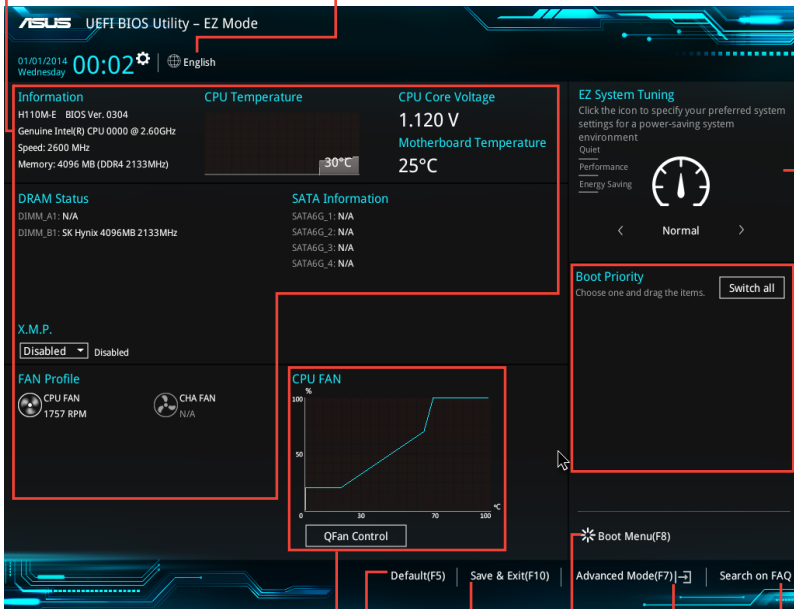 ASUS UEFI BIOS Utility – EZ Mode
01/01/2014
Wednesday
00:02
English
Information
H110M-E BIOS Ver. 0304
Genuine Intel(R) CPU 0000 @ 2.60GHz
Speed: 2600 MHz
Memory: 4096 MB (DDR4 2133MHz)
CPU Temperature
30°C
CPU Core Voltage
1.120 V
Motherboard Temperature
25°C
EZ System Tuning
Click the icon to specify your preferred system
settings for a power-saving system
environment
Quiet
Performance
Energy Saving
Normal
DRAM Status
DIMM_A1: N/A
DIMM_B1: SK Hynix 4096MB 2133MHz
SATA Information
SATA6G_1: N/A
SATA6G_2: N/A
SATA6G_3: N/A
SATA6G_4: N/A
Boot Priority
Choose one and drag the items.
Switch all
X.M.P.
Disabled Disabled
FAN Profile
CPU FAN
1757 RPM
CHA FAN
N/A
CPU FAN
%
100
50
°C
0 30 70 100
QFan Control
Boot Menu(F8)
Default(F5) Save & Exit(F10) Advanced Mode(F7) Search on FAQ